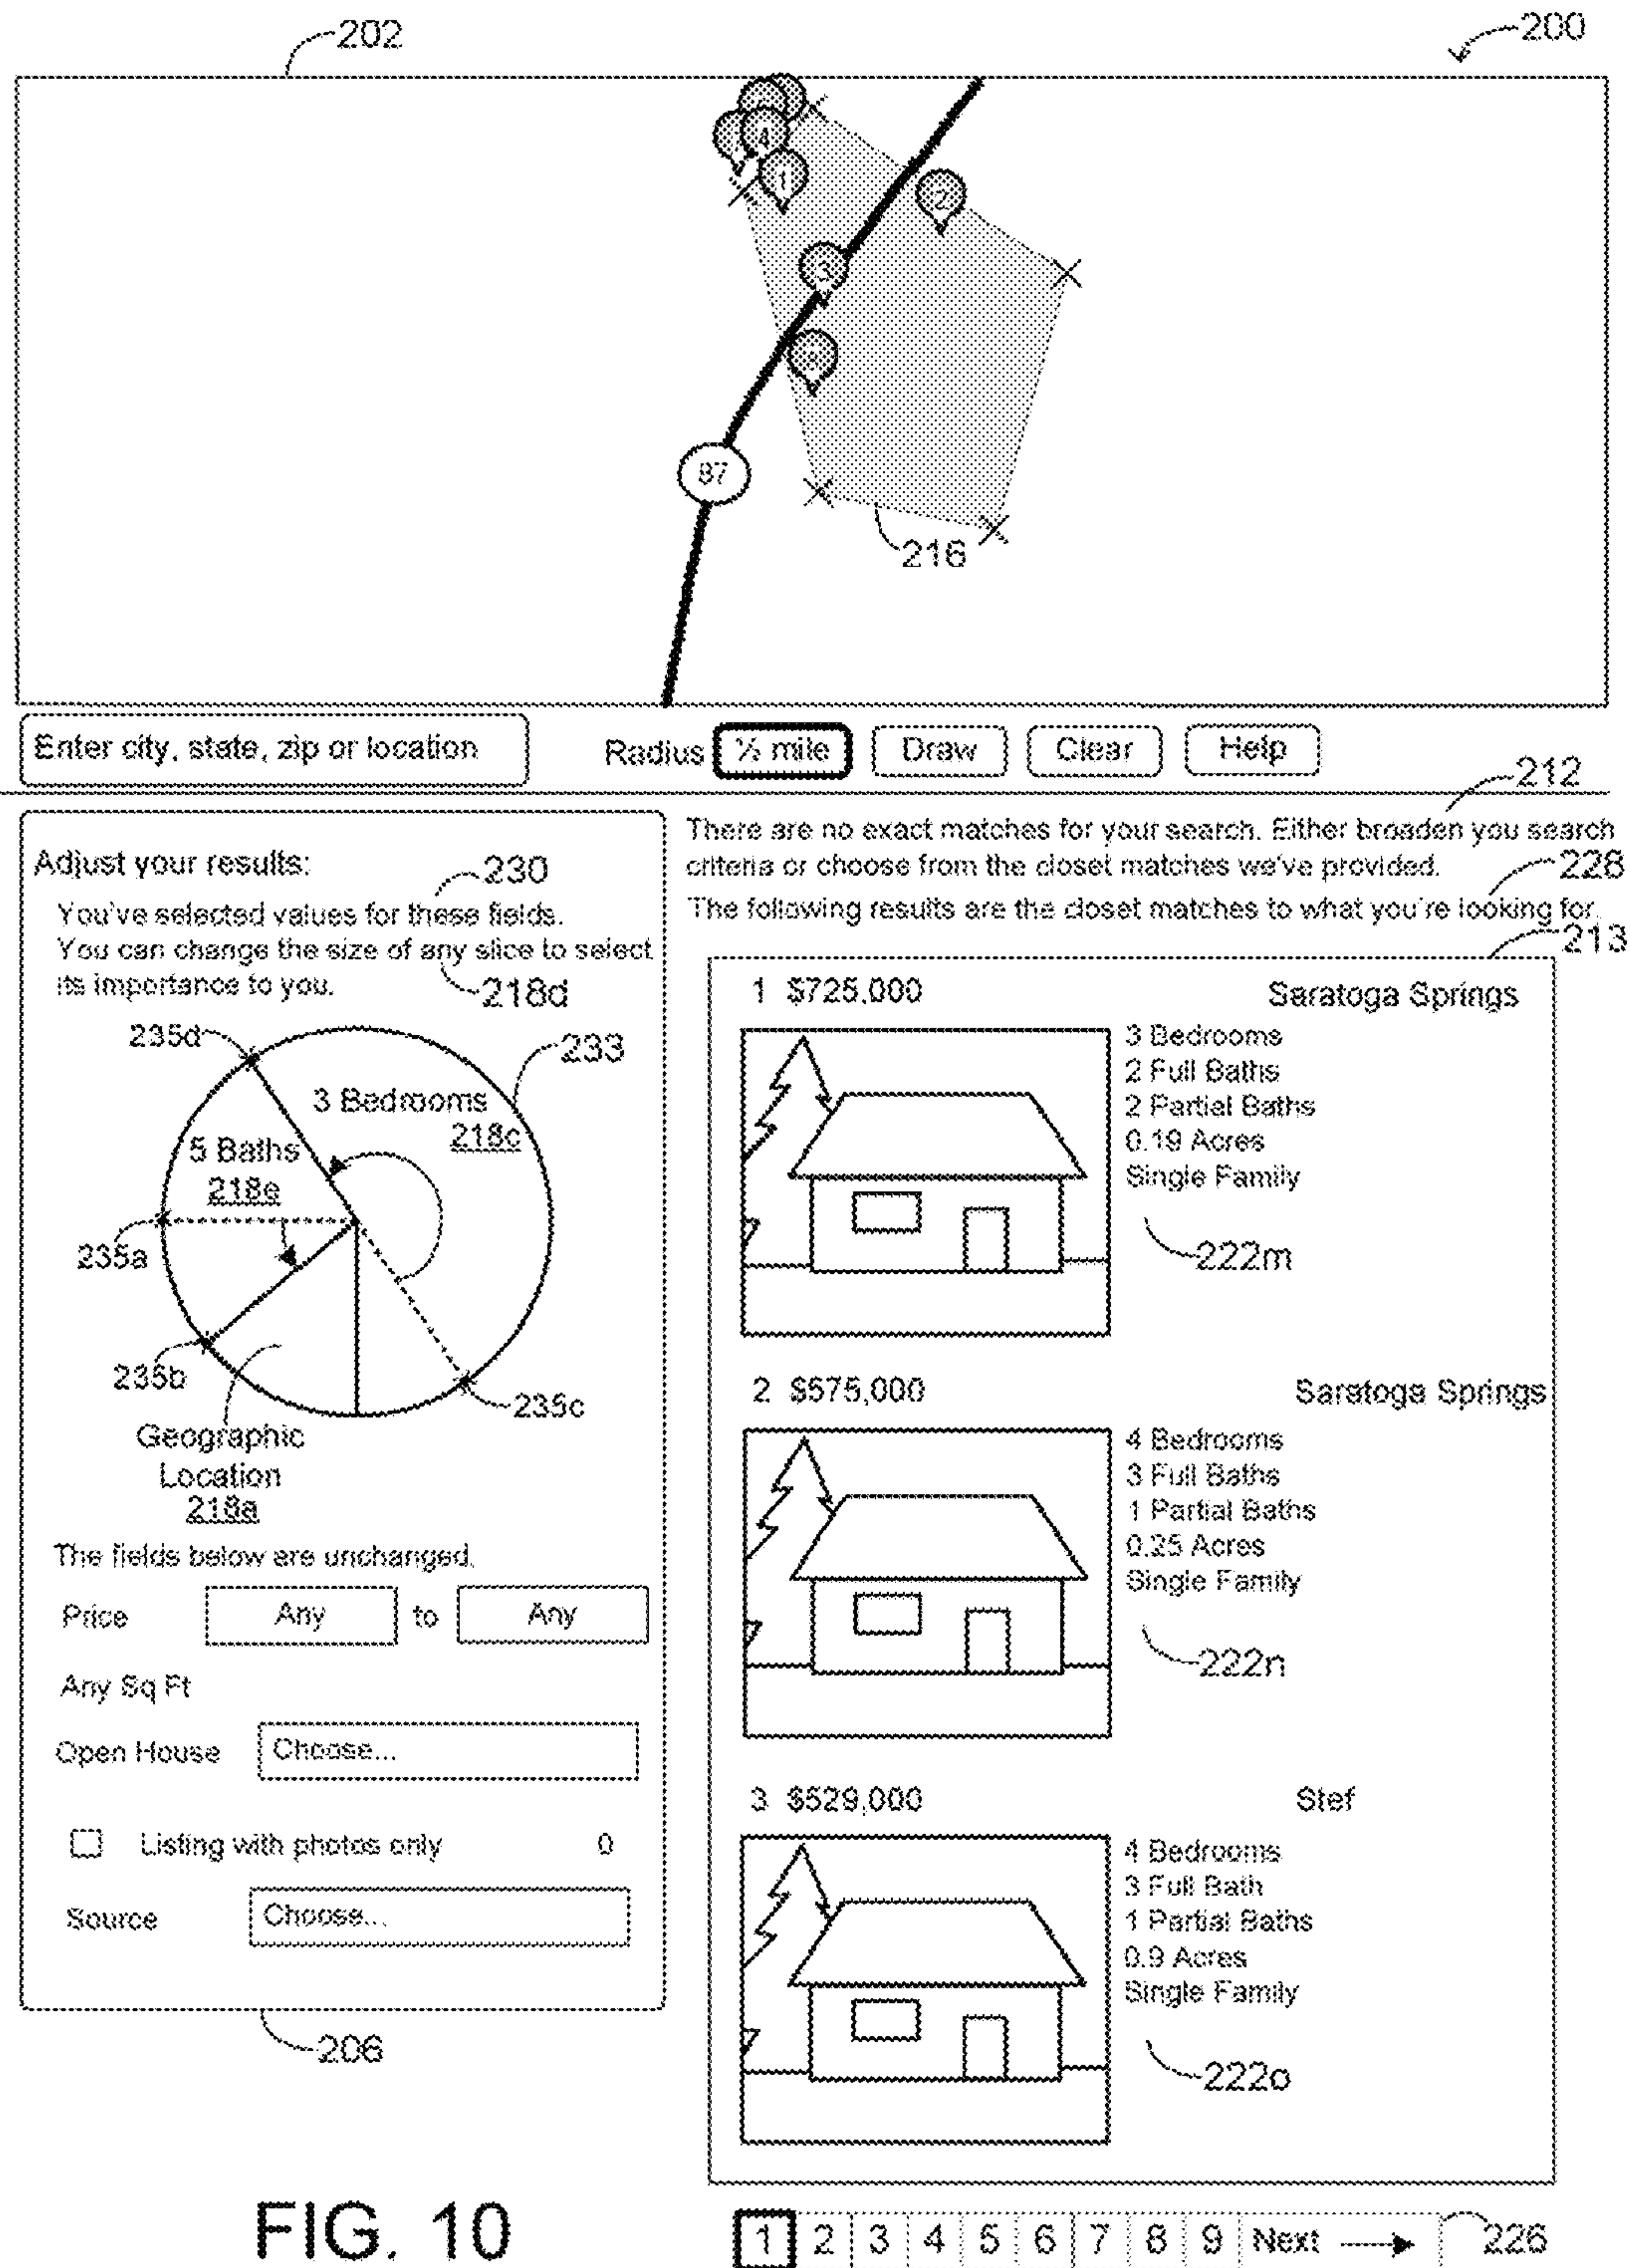 202
200
4
1
2
3
87
216
Enter city, state, zip or location
Radius
½ mile
Draw
Clear
Help
212
There are no exact matches for your search. Either broaden you search
criteria or choose from the closet matches we've provided.
228
The following results are the closet matches to what you're looking for.
213
Adjust your results:
230
You've selected values for these fields.
You can change the size of any slice to select
its importance to you.
218d
235d
233
3 Bedrooms
218c
5 Baths
218e
235a
235b
235c
Geographic
Location
218a
The fields below are unchanged.
Price
Any
to
Any
Any Sq Ft
Open House
Choose...
Listing with photos only
0
Source
Choose...
206
1 $725,000
Saratoga Springs
3 Bedrooms
2 Full Baths
2 Partial Baths
0.19 Acres
Single Family
222m
2 $575,000
Saratoga Springs
4 Bedrooms
3 Full Baths
1 Partial Baths
0.25 Acres
Single Family
222n
3 $529,000
Stef
4 Bedrooms
3 Full Bath
1 Partial Baths
0.9 Acres
Single Family
222o
FIG. 10
1 2 3 4 5 6 7 8 9 Next
226